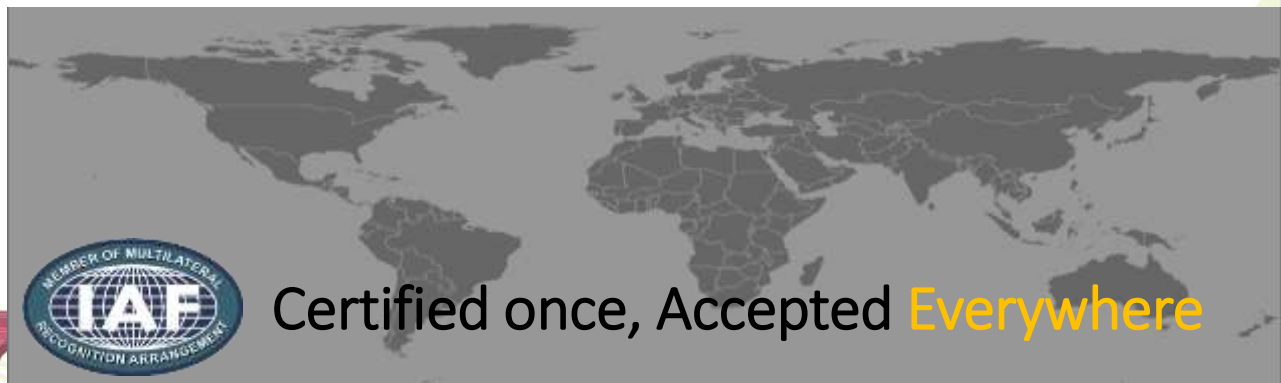 MEMBER OF MULTILATERAL
IAF
RECOGNITION ARRANGEMENT
Certified once, Accepted Everywhere